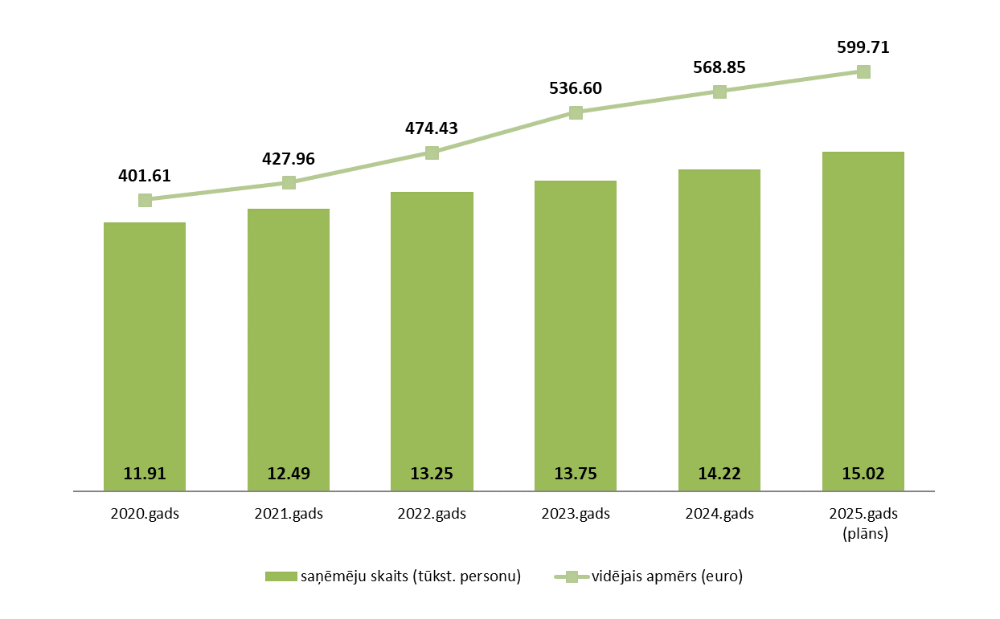 599.71
568.85
536.60
474.43
427.96
401.61
11.91 12.49 13.25 13.75 14.22 15.02
2020.gads 2021.gads 2022.gads 2023.gads 2024.gads 2025.gads
(plāns)
saņēmēju skaits (tūkst. personu) vidējais apmērs (euro)